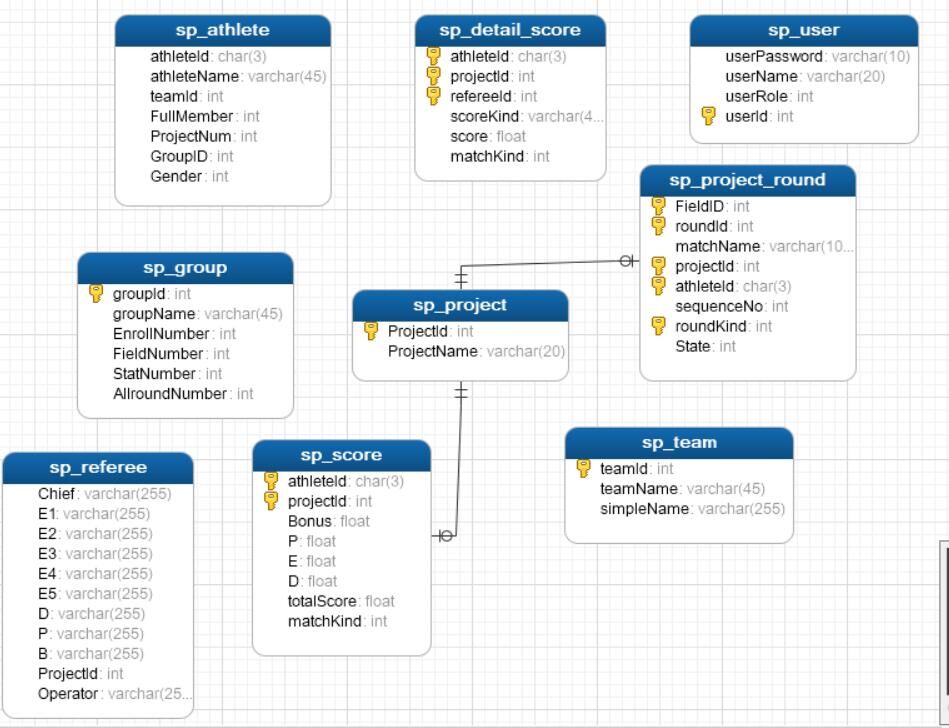 sp_athlete
athleteId: char(3)
athleteName: varchar(45)
teamId: int
FullMember: int
ProjectNum: int
GroupID: int
Gender: int
sp_detail_score
athleteId: char(3)
projectId: int
refereeId: int
scoreKind: varchar(4...
score: float
matchKind: int
sp_user
userPassword: varchar(10)
userName: varchar(20)
userRole: int
userId: int
sp_project_round
FieldID: int
roundId: int
matchName: varchar(10...
projectId: int
athleteId: char(3)
sequenceNo: int
roundKind: int
State: int
sp_group
groupId: int
groupName: varchar(45)
EnrollNumber: int
FieldNumber: int
StatNumber: int
AllroundNumber: int
sp_project
ProjectId: int
ProjectName: varchar(20)
sp_referee
Chief: varchar(255)
E1: varchar(255)
E2: varchar(255)
E3: varchar(255)
E4: varchar(255)
E5: varchar(255)
D: varchar(255)
P: varchar(255)
B: varchar(255)
ProjectId: int
Operator: varchar(25...
sp_score
athleteId: char(3)
projectId: int
Bonus: float
P: float
E: float
D: float
totalScore: float
matchKind: int
sp_team
teamId: int
teamName: varchar(45)
simpleName: varchar(255)